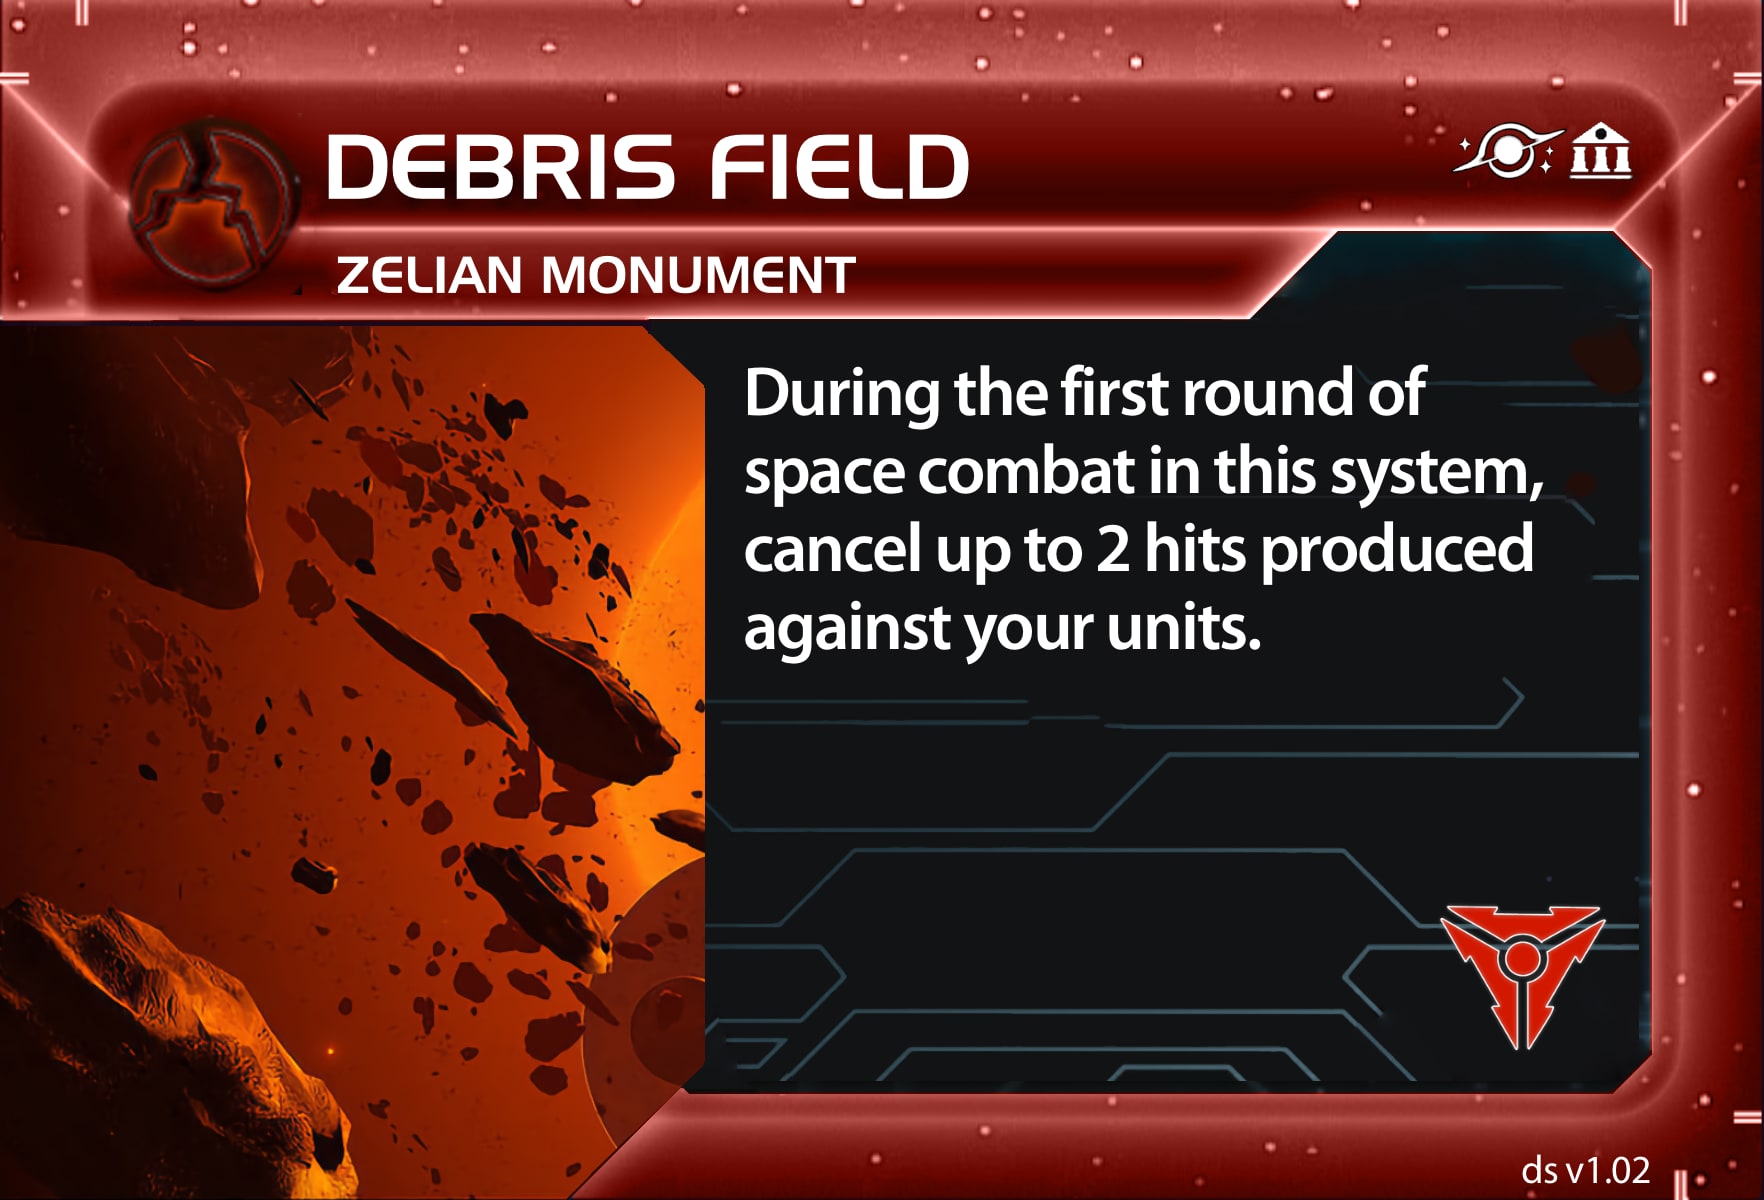 DEBRIS FIELD
ZELIAN MONUMENT
During the first round of
space combat in this system,
cancel up to 2 hits produced
against your units.
ds v1.02